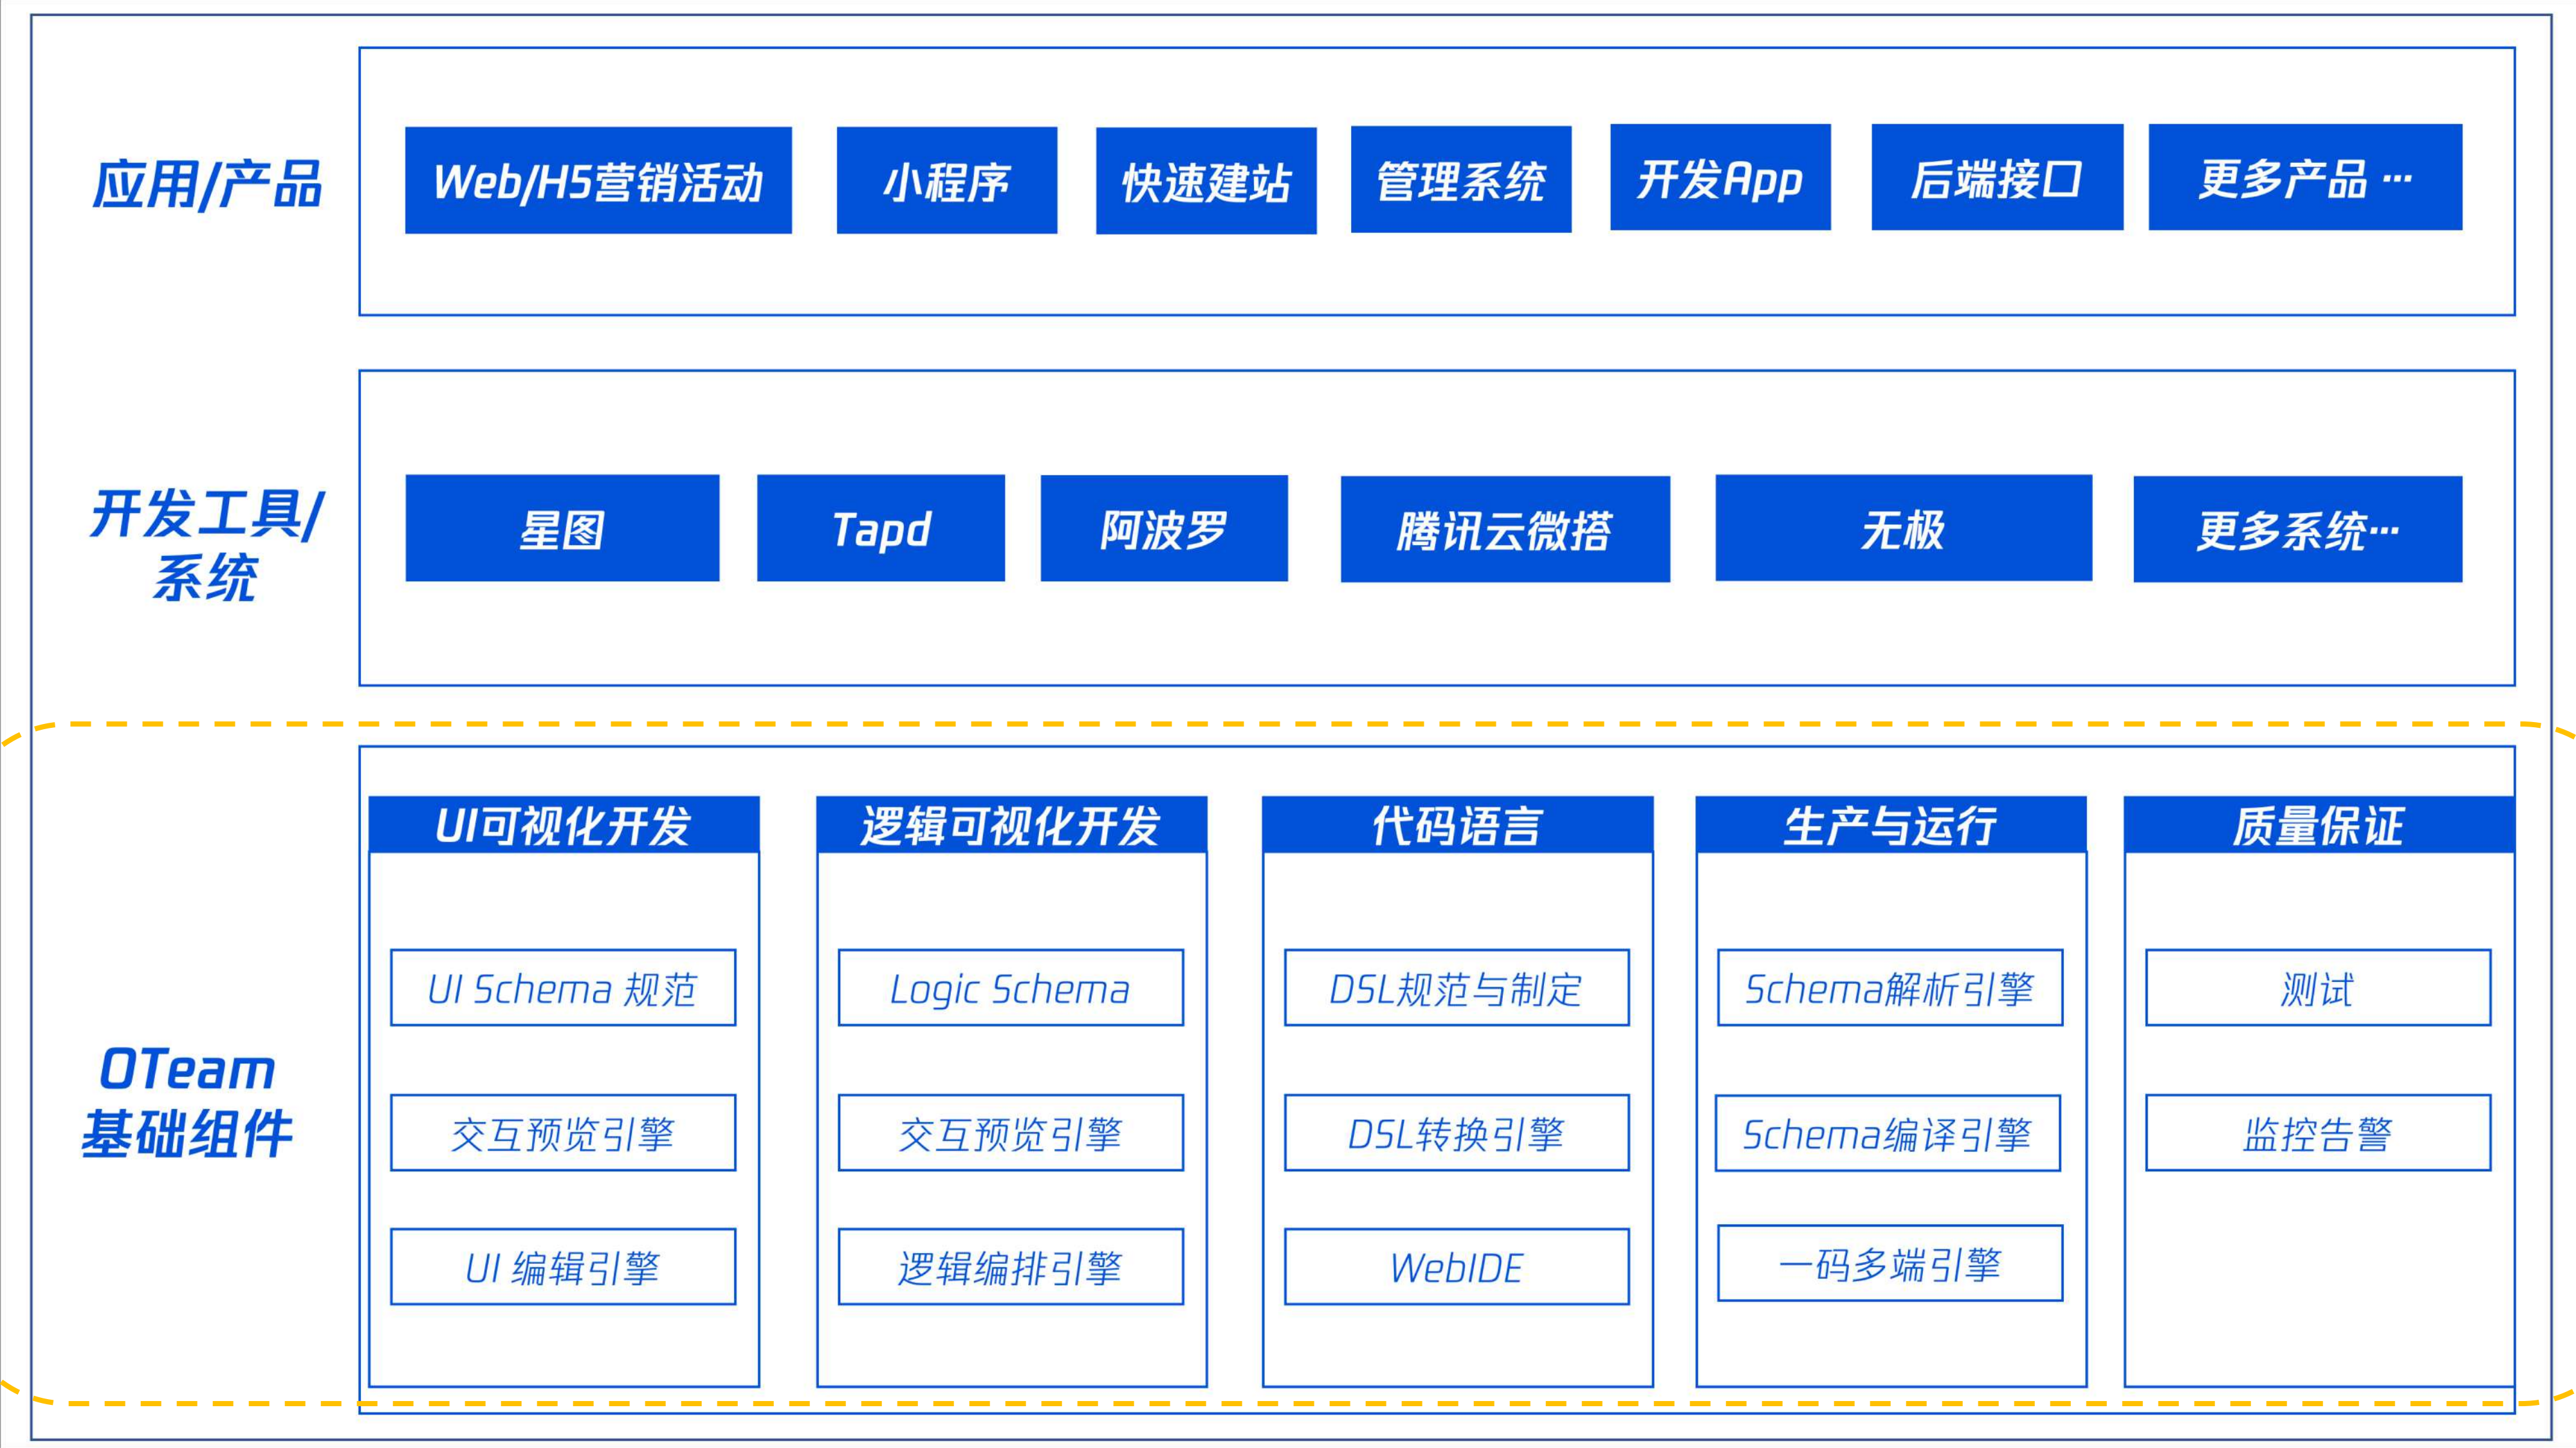 应用/产品
Web/H5营销活动
小程序
快速建站
管理系统
开发App
后端接口
更多产品 …
开发工具/
系统
星图
Tapd
阿波罗
腾讯云微搭
无极
更多系统…
OTeam
基础组件
UI可视化开发
UI Schema 规范
交互预览引擎
UI 编辑引擎
逻辑可视化开发
Logic Schema
交互预览引擎
逻辑编排引擎
代码语言
DSL规范与制定
DSL转换引擎
WebIDE
生产与运行
Schema解析引擎
Schema编译引擎
一码多端引擎
质量保证
测试
监控告警